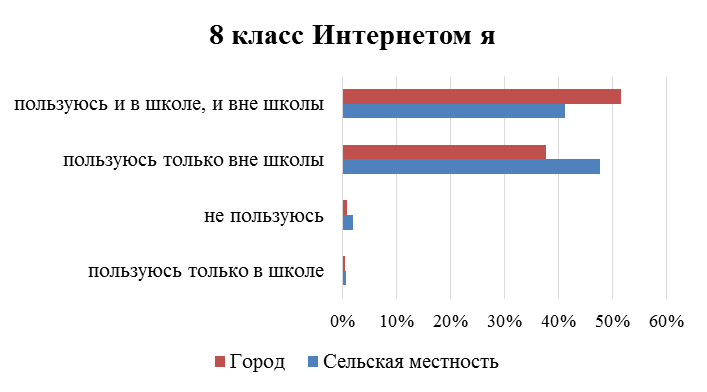 8 класс Интернетом я
пользуюсь и в школе, и вне школы
пользуюсь только вне школы
не пользуюсь
пользуюсь только в школе
0% 10% 20% 30% 40% 50% 60%
Город Сельская местность